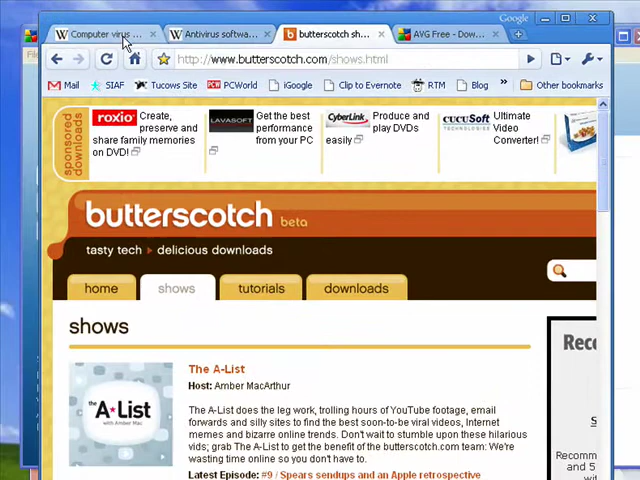 Google
Computer virus ...
Antivirus softwa...
butterscotch sh...
AVG Free - Dow...
http://www.butterscotch.com/shows.html
Mail
SIAF
Tucows Site
PCWorld
iGoogle
Clip to Evernote
RTM
Blog
»
Other bookmarks
sponsored
downloads
roxio
Create,
preserve and
share family memories
on DVD!
LAVASOFT
Get the best
performance
from your PC
CyberLink
Produce and
play DVDs
easily
CUCUSoft
TECHNOLOGIES
Ultimate
Video
Converter!
butterscotch beta
tasty tech ▸ delicious downloads
home
shows
tutorials
downloads
shows
Rece
the
A★LIST
with Amber Mac
The A-List
Host: Amber MacArthur
The A-List does the leg work, trolling hours of YouTube footage, email
forwards and silly sites to find the best soon-to-be viral videos, Internet
memes and bizarre online trends. Don't wait to stumble upon these hilarious
vids; grab The A-List to get the benefit of the butterscotch.com team: We're
wasting time online so you don't have to.
Latest Episode: #9 / Spears sendups and an Apple retrospective
S
Recomm
and 5